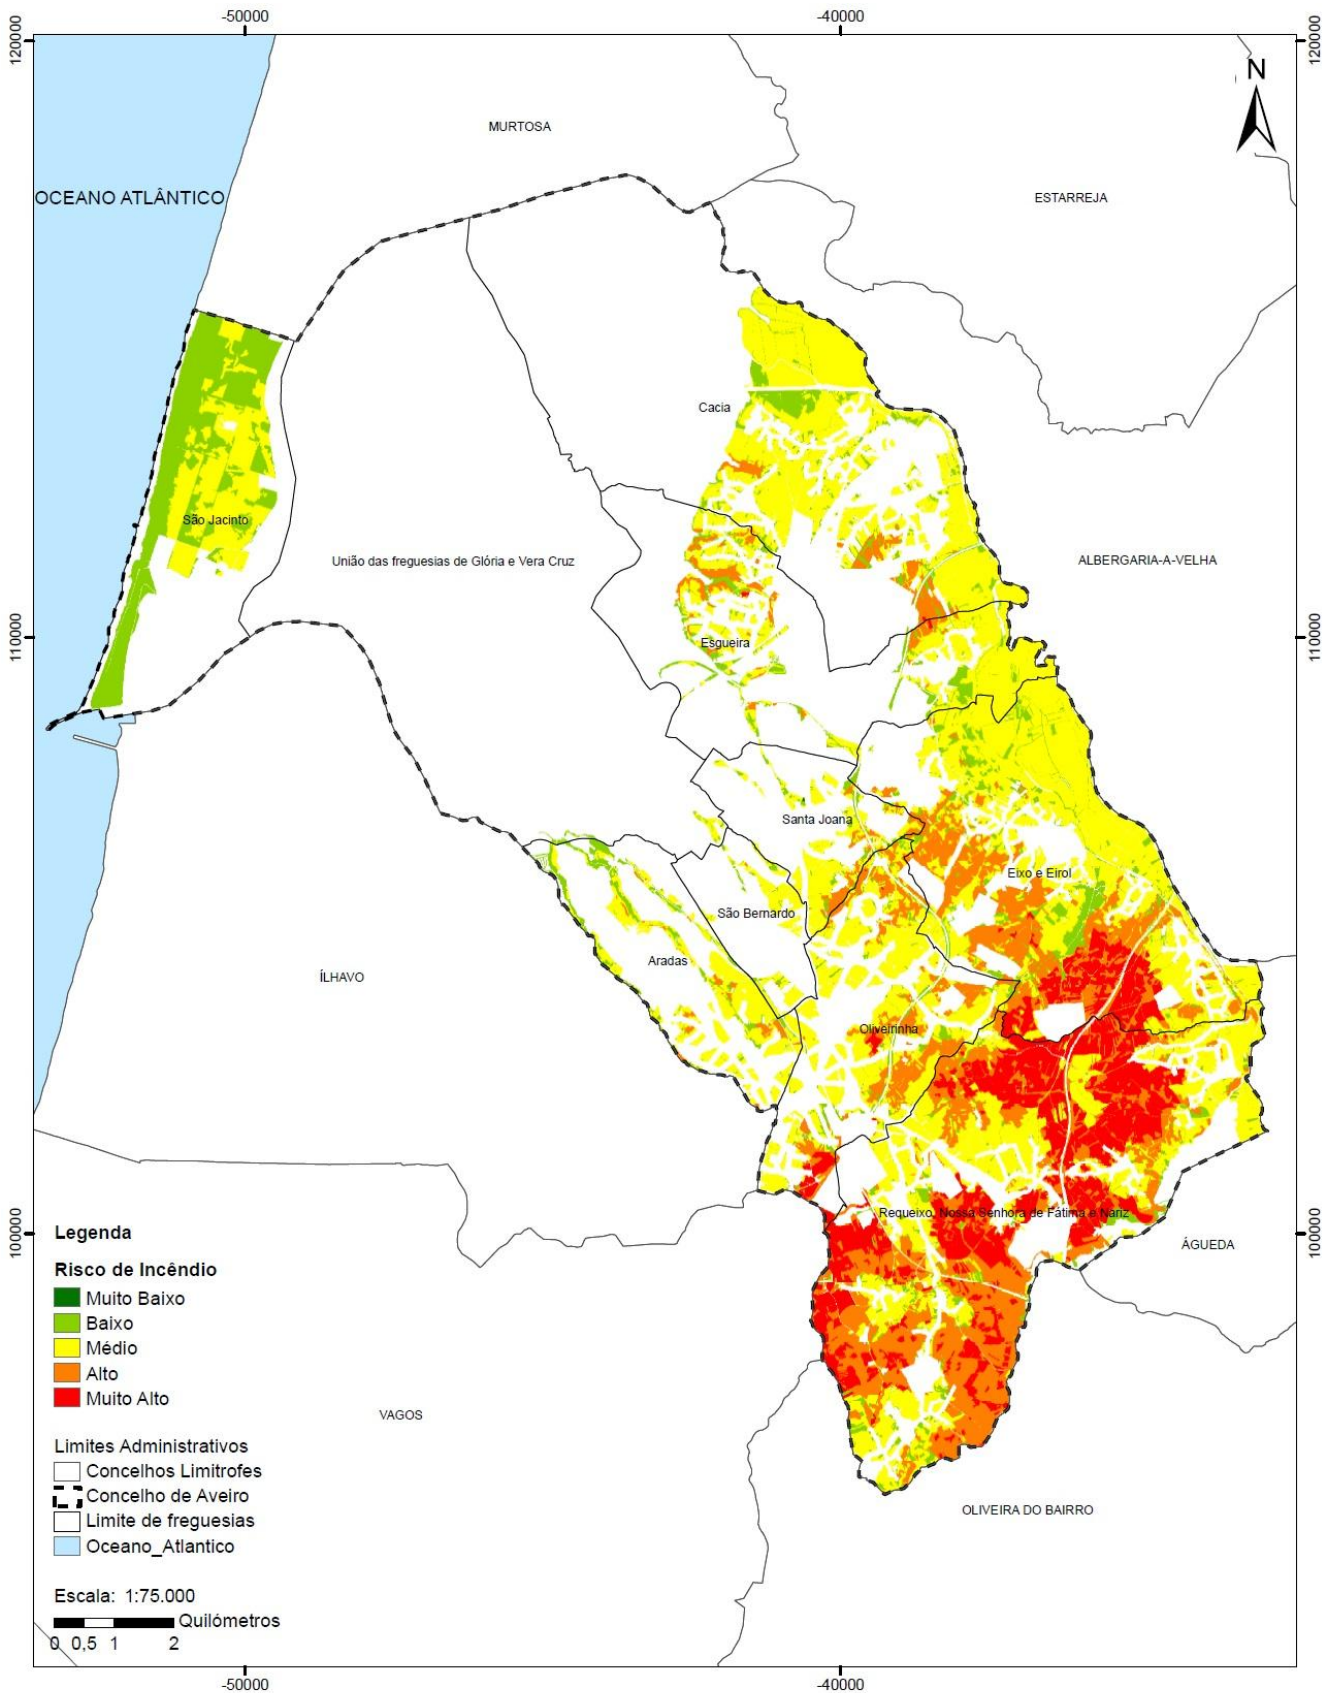 -50000
-40000
120000
120000
N
MURTOSA
OCEANO ATLÂNTICO
ESTARREJA
Cacia
São Jacinto
União das freguesias de Glória e Vera Cruz
ALBERGARIA-A-VELHA
110000
110000
Esgueira
Santa Joana
Eixo e Eirol
São Bernardo
Aradas
ÍLHAVO
Oliveirinha
Requeixo, Nossa Senhora de Fátima e Nariz
100000
100000
ÁGUEDA
Legenda
Risco de Incêndio
Muito Baixo
Baixo
Médio
Alto
Muito Alto
VAGOS
Limites Administrativos
Concelhos Limitrofes
Concelho de Aveiro
Limite de freguesias
Oceano_Atlantico
OLIVEIRA DO BAIRRO
Escala: 1:75.000
Quilómetros
0 0,5 1 2
-50000
-40000